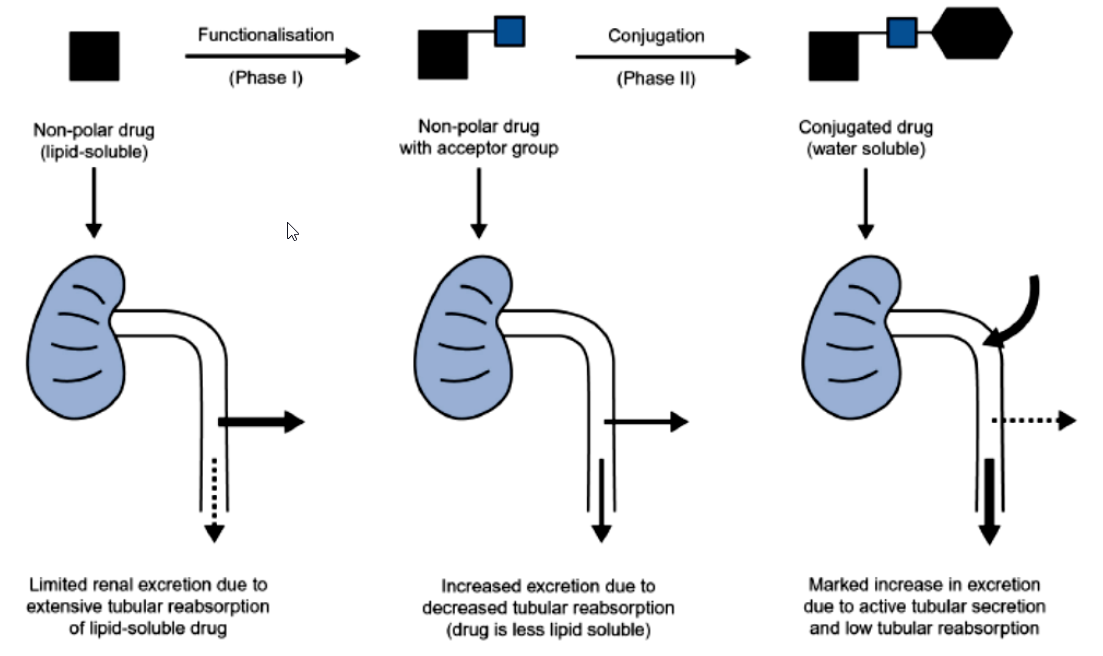 Functionalisation
(Phase I)
Conjugation
(Phase II)
Non-polar drug
(lipid-soluble)
Non-polar drug
with acceptor group
Conjugated drug
(water soluble)
Limited renal excretion due to
extensive tubular reabsorption
of lipid-soluble drug
Increased excretion due to
decreased tubular reabsorption
(drug is less lipid soluble)
Marked increase in excretion
due to active tubular secretion
and low tubular reabsorption